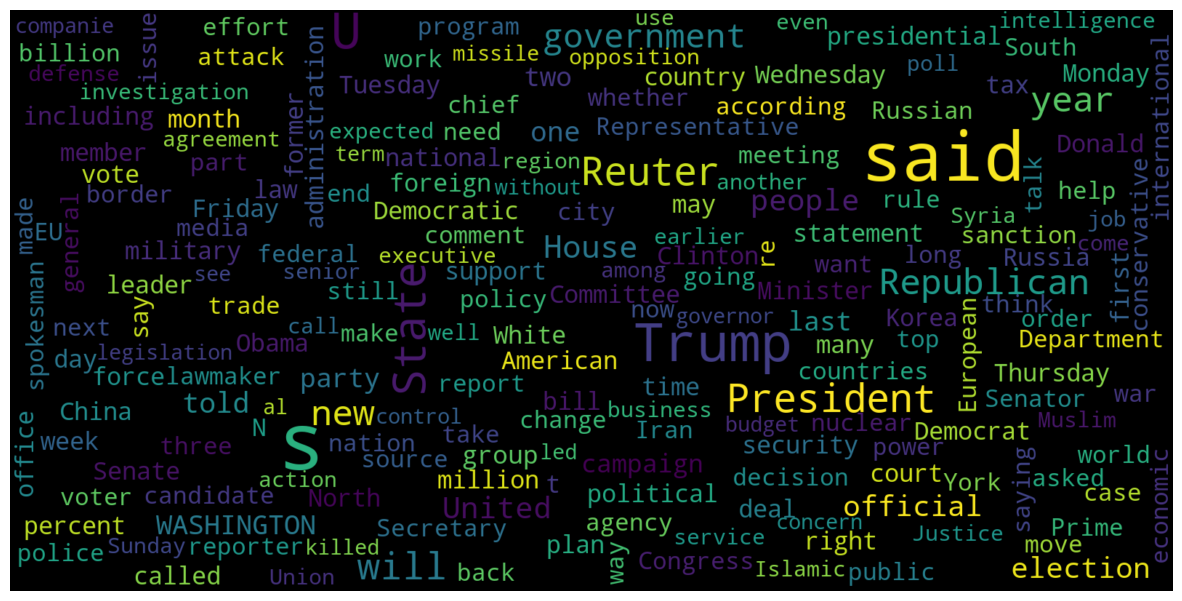 companie
issue
effort
U
program
use
even
intelligence
billion
attack
administration
work
missile
opposition
government
presidential
South
international
defense
Tuesday
two
country
Wednesday
poll
tax
Monday
investigation
former
chief
whether
according
Russian
year
including
month
agreement
expected
need
one
Representative
said
Donald
member
part
term
national
region
Reuter
meeting
talk
vote
border
law
end
foreign
without
another
people
rule
help
conservative
general
made
EU
Friday
media
Democratic
city
may
Syria
job
military
federal
comment
House
earlier
re
statement
sanction
come
spokesman
leader
see
senior
executive
State
support
among
Clinton
going
want
long
Russia
first
say
trade
still
policy
Committee
Minister
Republican
think
next
call
make
well
White
now
governor
last
Korea
order
day
legislation
Obama
American
Trump
many
top
European
Department
forcelawmaker
party
report
time
countries
Thursday
office
China
told
al
new
control
bill
business
President
Senator
war
week
N
s
change
budget
nuclear
Democrat
Muslim
three
nation
take
Iran
security
power
Senate
source
group
led
campaign
decision
court
York
saying
asked
world
economic
action
million
t
voter
candidate
North
United
political
deal
official
case
percent
WASHINGTON
Secretary
agency
concern
Justice
Prime
police
Sunday
reporter
killed
plan
way
service
right
move
called
Union
will
back
Congress
Islamic
public
election